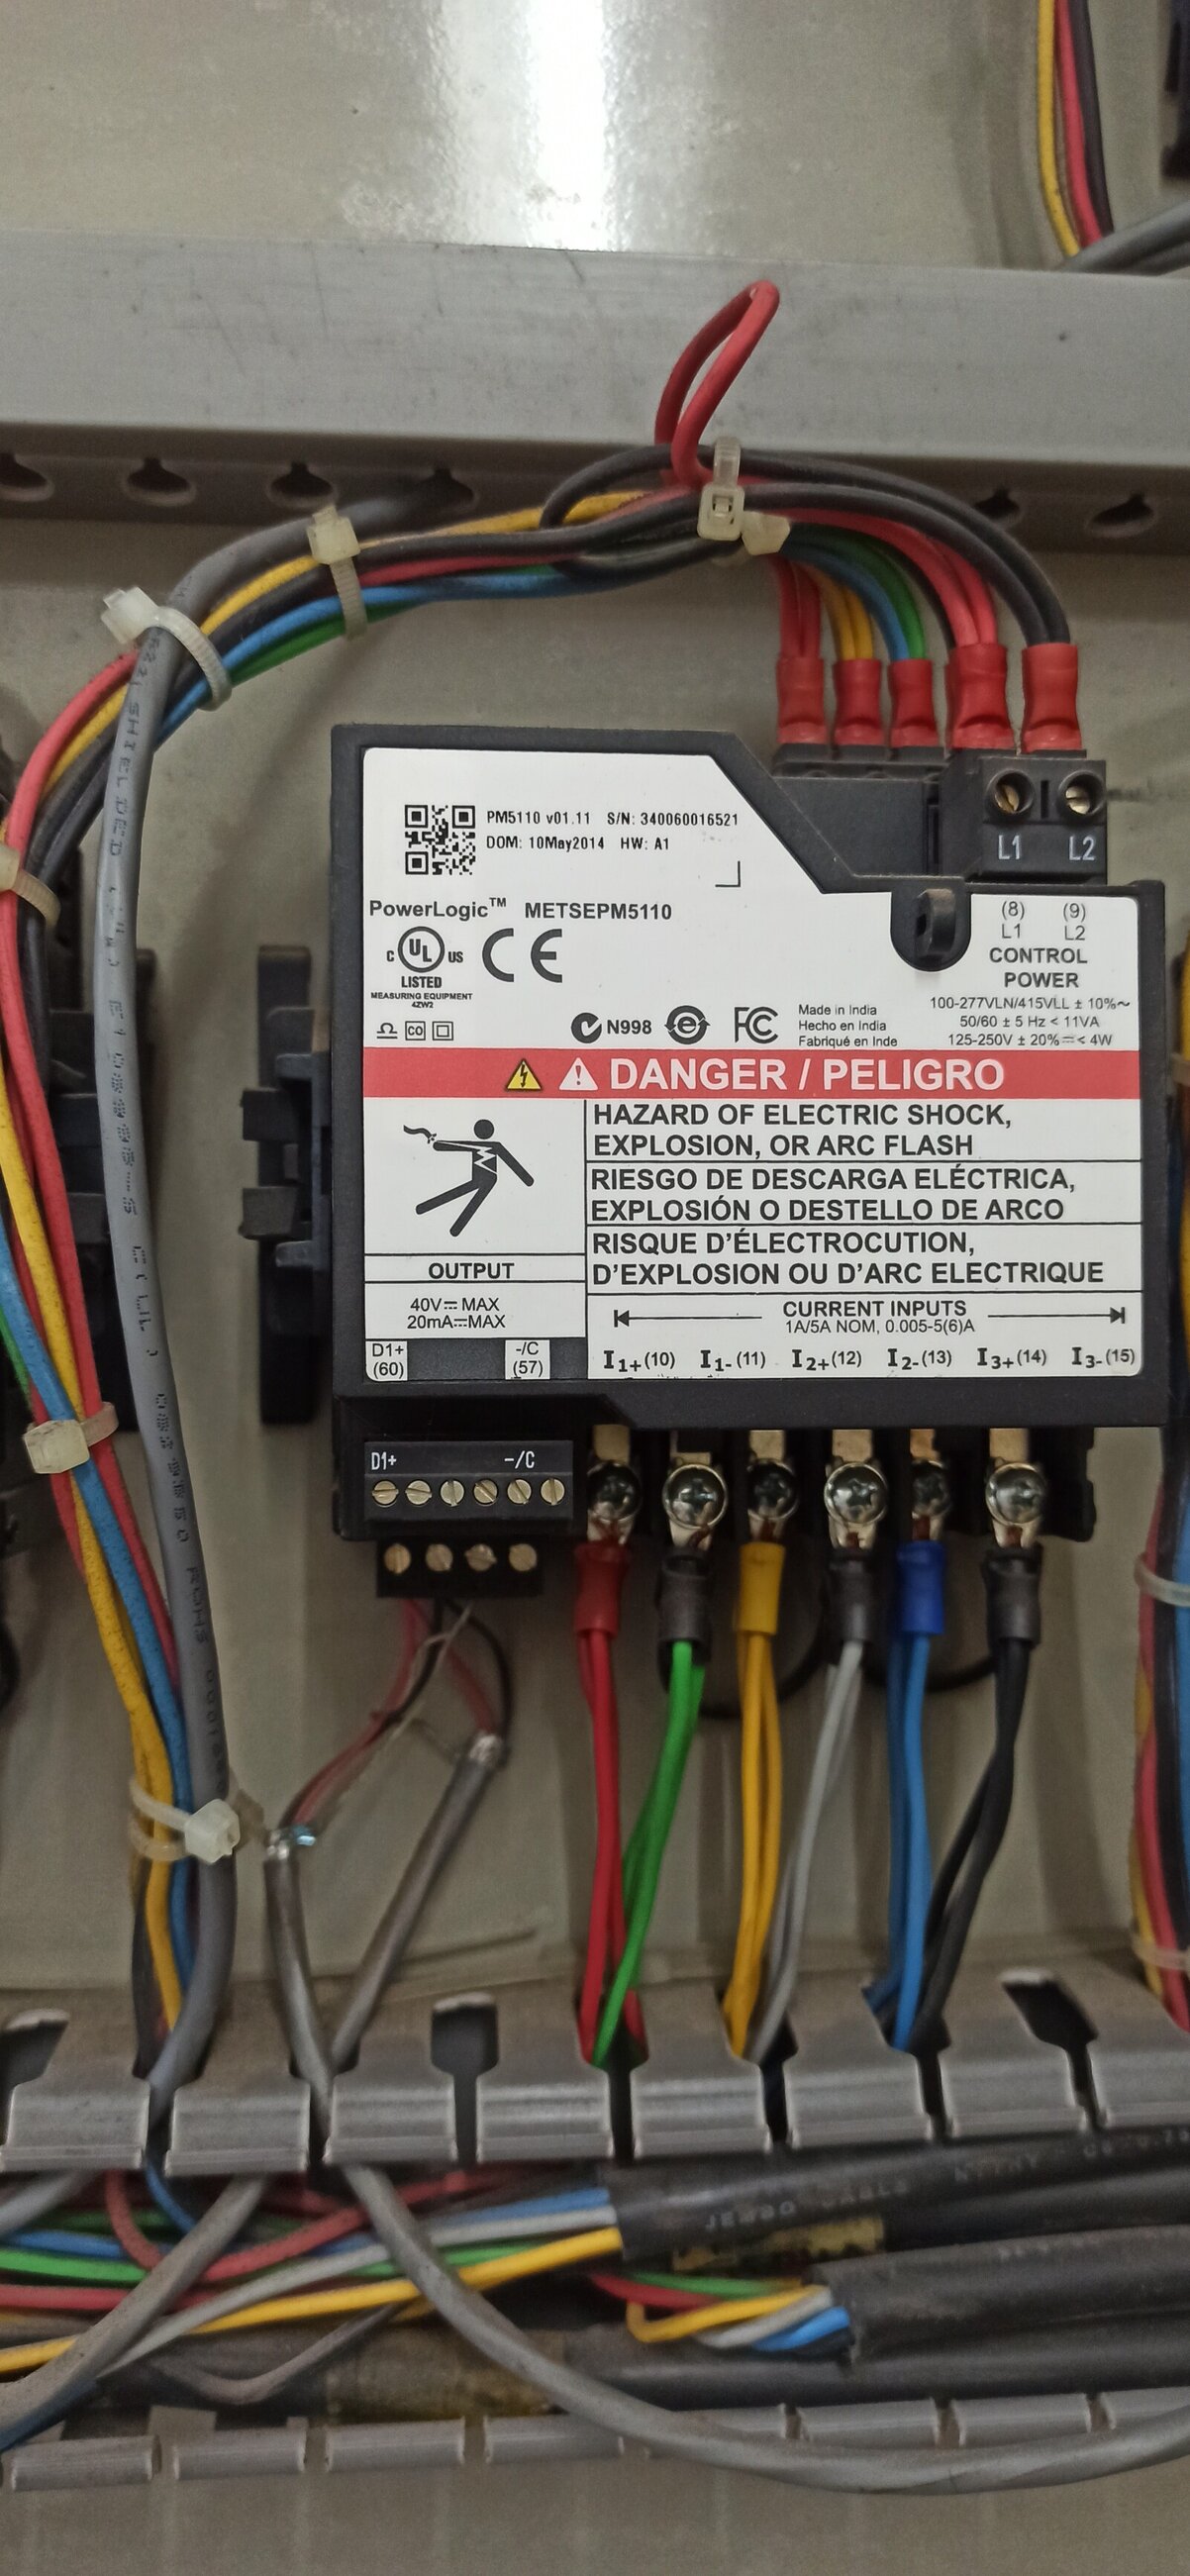 PM5110 v01.11 S/N: 340060016521
DOM: 10May2014 HW: A1
L1 L2
PowerLogic™ METSEPM5110
(8) (9)
L1 L2
CONTROL
POWER
C UL US
LISTED
MEASURING EQUIPMENT
4ZW2
CE
N998
FC
Made in India
Hecho en India
Fabriqué en Inde
100-277VLN/415VLL ± 10%~
50/60 ± 5 Hz < 11VA
125-250V ± 20%⎓< 4W
DANGER / PELIGRO
HAZARD OF ELECTRIC SHOCK,
EXPLOSION, OR ARC FLASH
RIESGO DE DESCARGA ELÉCTRICA,
EXPLOSIÓN O DESTELLO DE ARCO
RISQUE D'ÉLECTROCUTION,
D'EXPLOSION OU D'ARC ELECTRIQUE
OUTPUT
40V⎓ MAX
20mA⎓MAX
D1+ (60)
-/C (57)
CURRENT INPUTS
1A/5A NOM, 0.005-5(6)A
I1+(10) I1-(11) I2+(12) I2-(13) I3+(14) I3-(15)
D1+ -/C
SHIELDED